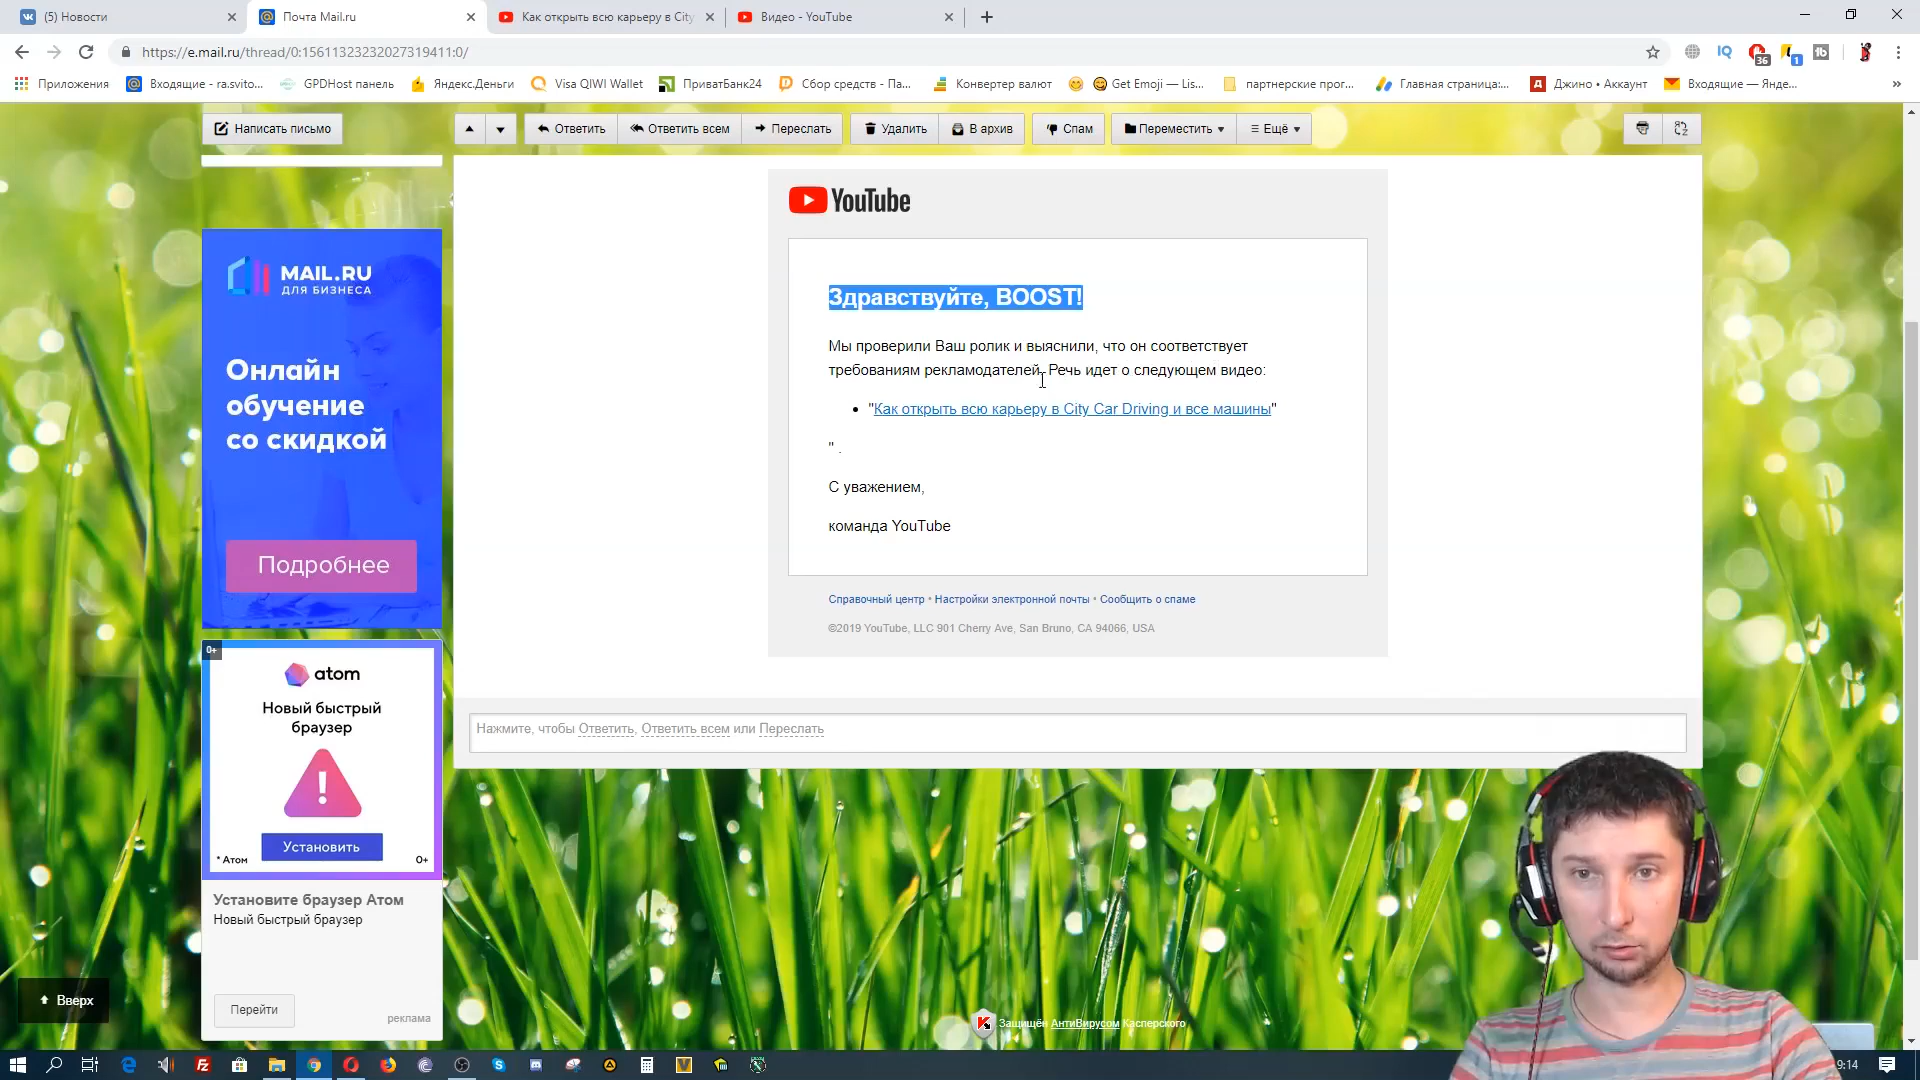 (5) Новости
Почта Mail.ru
Как открыть всю карьеру в City
Видео - YouTube
https://e.mail.ru/thread/0:15611323232027319411:0/
36
1
Приложения
Входящие - ra.svito...
GPDHost панель
Яндекс.Деньги
Visa QIWI Wallet
ПриватБанк24
Сбор средств - Па...
Конвертер валют
Get Emoji — Lis...
партнерские прог...
Главная страница:...
Джино • Аккаунт
Входящие — Яндe...
Написать письмо
Ответить
Ответить всем
Переслать
Удалить
В архив
Спам
Переместить
Ещё
YouTube
Здравствуйте, BOOST!
Мы проверили Ваш ролик и выяснили, что он соответствует
требованиям рекламодателей. Речь идет о следующем видео:
• "Как открыть всю карьеру в City Car Driving и все машины"
" .
С уважением,
команда YouTube
Справочный центр • Настройки электронной почты • Сообщить о спаме
©2019 YouTube, LLC 901 Cherry Ave, San Bruno, CA 94066, USA
Нажмите, чтобы Ответить, Ответить всем или Переслать
MAIL.RU
ДЛЯ БИЗНЕСА
Онлайн
обучение
со скидкой
Подробнее
0+
atom
Новый быстрый
браузер
Установить
* Атом
0+
Установите браузер Атом
Новый быстрый браузер
Перейти
реклама
Вверх
Защищён АнтиВирусом Касперского
9:14